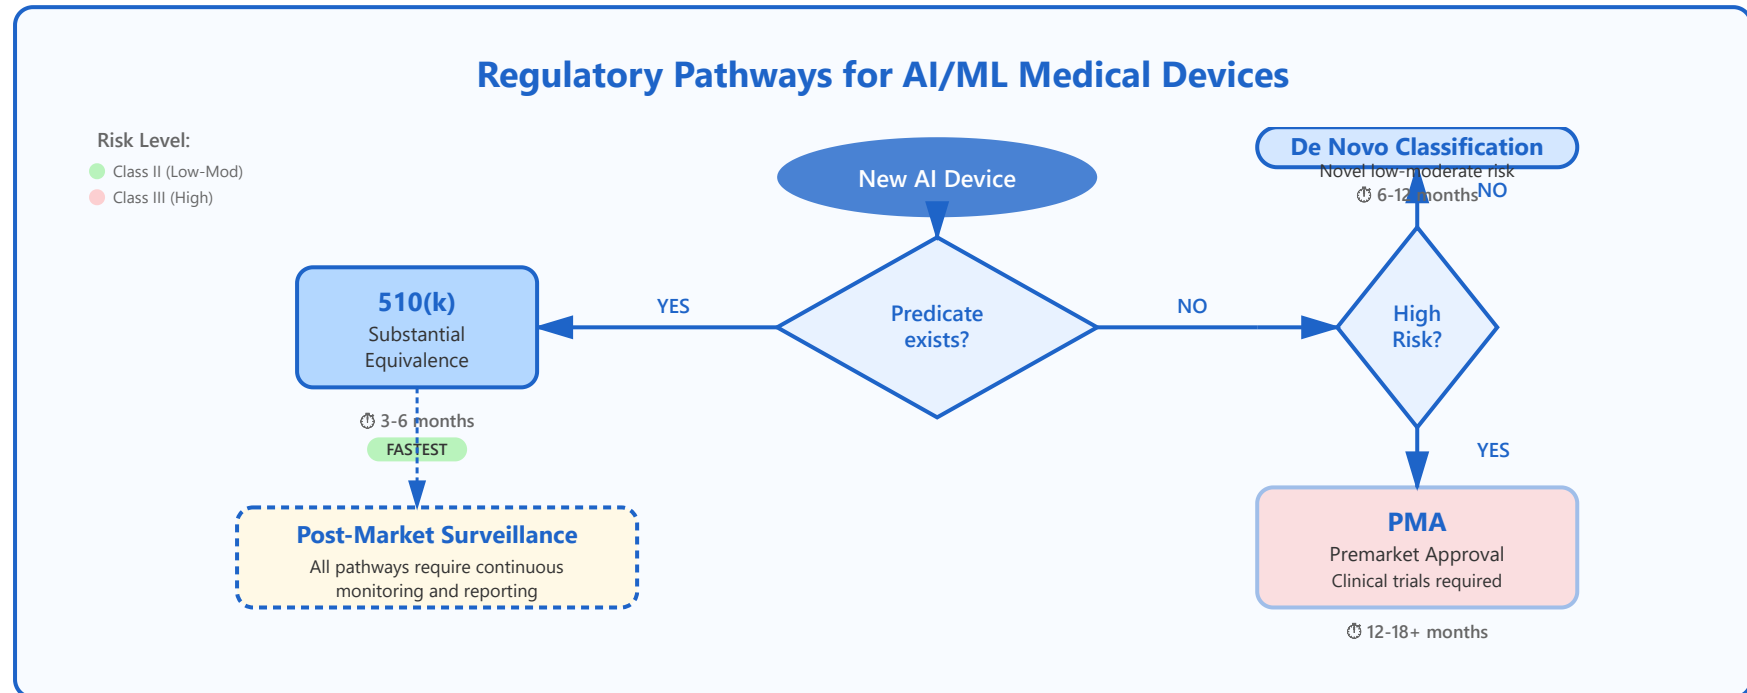 Regulatory Pathways for AI/ML Medical Devices
Risk Level:
Class II (Low-Mod)
Class III (High)
New AI Device
De Novo Classification
Novel low-moderate risk
⏱ 6-12 months
NO
510(k)
Substantial
Equivalence
YES
Predicate
exists?
NO
High
Risk?
⏱ 3-6 months
FASTEST
YES
Post-Market Surveillance
All pathways require continuous
monitoring and reporting
PMA
Premarket Approval
Clinical trials required
⏱ 12-18+ months